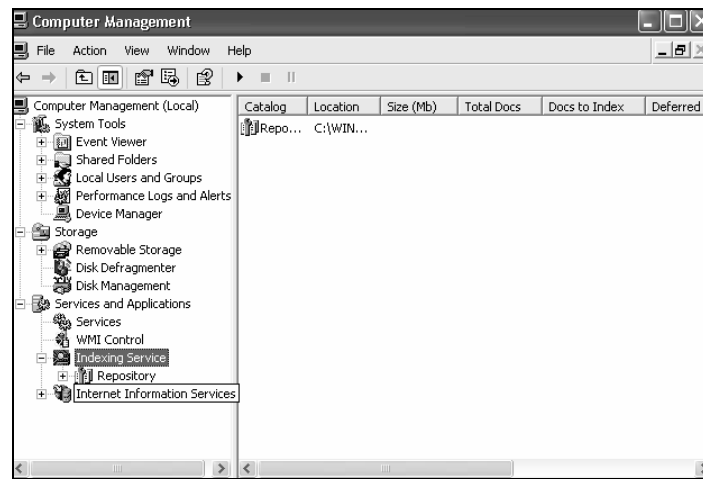 Computer Management
File Action View Window Help
Computer Management (Local)
System Tools
Event Viewer
Shared Folders
Local Users and Groups
Performance Logs and Alerts
Device Manager
Storage
Removable Storage
Disk Defragmenter
Disk Management
Services and Applications
Services
WMI Control
Indexing Service
Repository
Internet Information Services
Catalog Location Size (Mb) Total Docs Docs to Index Deferred
Repo... C:\WIN...